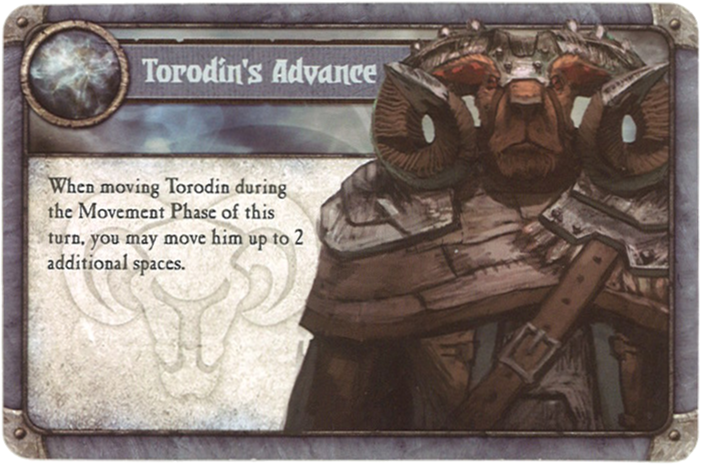 Torodin's Advance
When moving Torodin during
the Movement Phase of this
turn, you may move him up to 2
additional spaces.